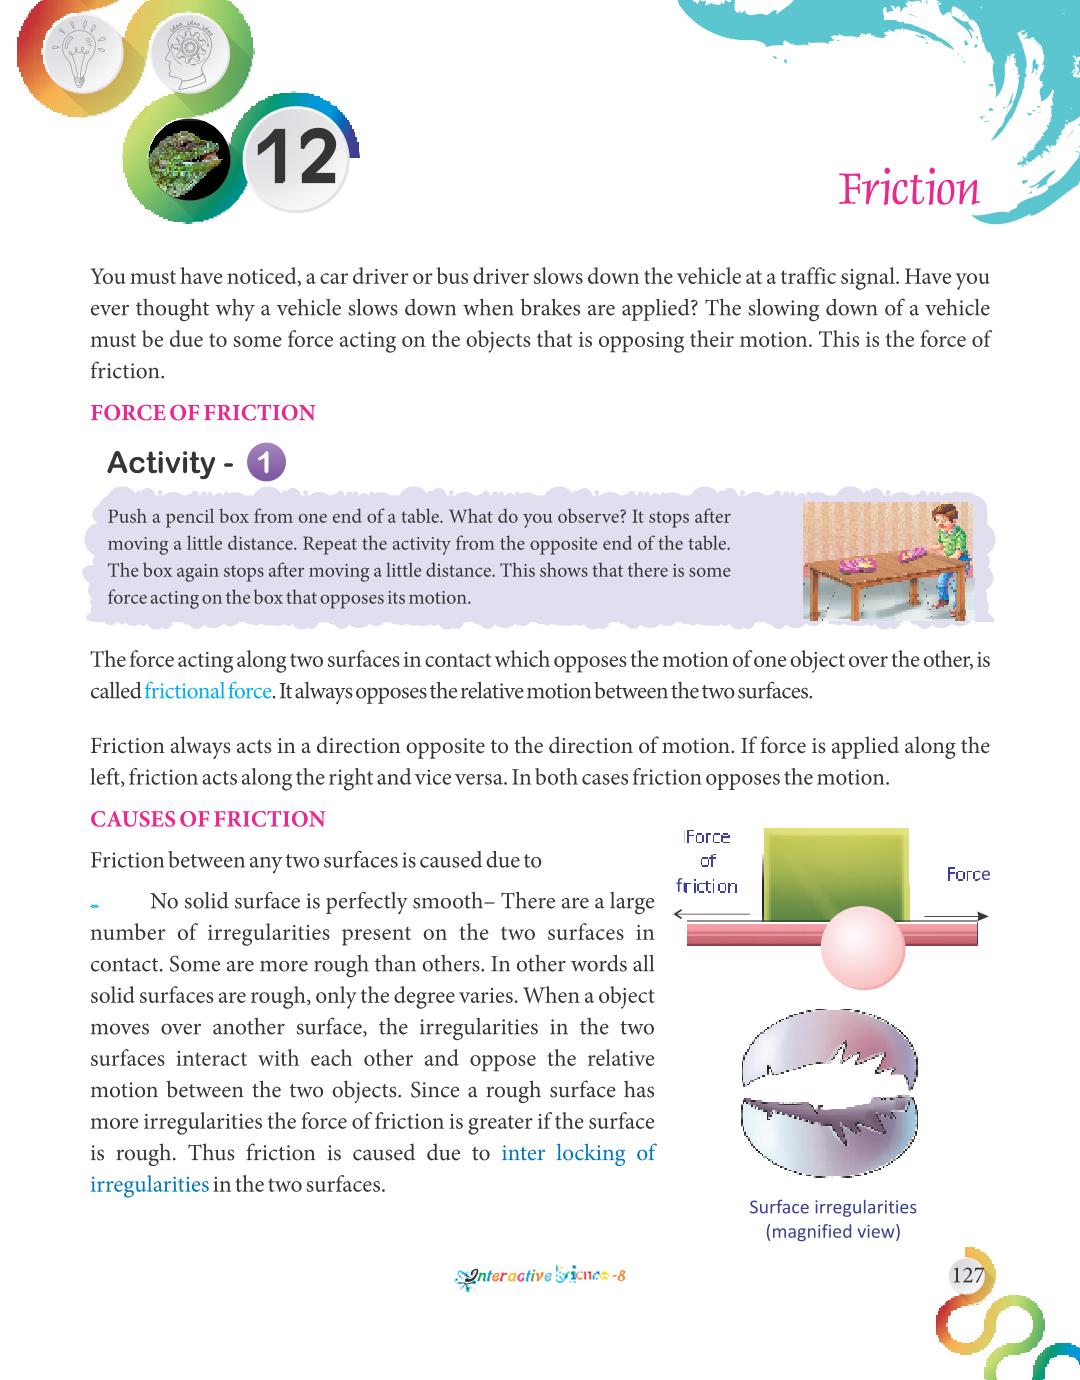 12
Friction
You must have noticed, a car driver or bus driver slows down the vehicle at a traffic signal. Have you
ever thought why a vehicle slows down when brakes are applied? The slowing down of a vehicle
must be due to some force acting on the objects that is opposing their motion. This is the force of
friction.
FORCE OF FRICTION
Activity - 1
Push a pencil box from one end of a table. What do you observe? It stops after
moving a little distance. Repeat the activity from the opposite end of the table.
The box again stops after moving a little distance. This shows that there is some
force acting on the box that opposes its motion.
The force acting along two surfaces in contact which opposes the motion of one object over the other, is
called frictional force. It always opposes the relative motion between the two surfaces.
Friction always acts in a direction opposite to the direction of motion. If force is applied along the
left, friction acts along the right and vice versa. In both cases friction opposes the motion.
CAUSES OF FRICTION
Friction between any two surfaces is caused due to
No solid surface is perfectly smooth– There are a large
number of irregularities present on the two surfaces in
contact. Some are more rough than others. In other words all
solid surfaces are rough, only the degree varies. When a object
moves over another surface, the irregularities in the two
surfaces interact with each other and oppose the relative
motion between the two objects. Since a rough surface has
more irregularities the force of friction is greater if the surface
is rough. Thus friction is caused due to inter locking of
irregularities in the two surfaces.
Force
of
friction
Force
Surface irregularities
(magnified view)
Interactive Science-8
127